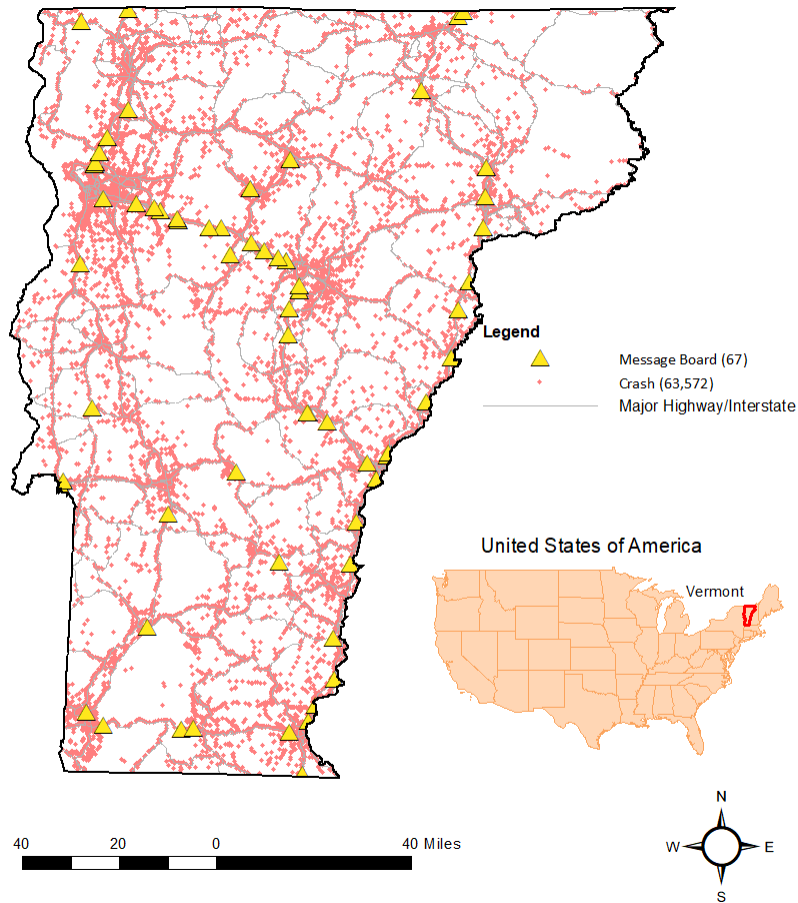 Legend
Message Board (67)
Crash (63,572)
Major Highway/Interstate
United States of America
Vermont
N
W E
S
40 20 0 40 Miles